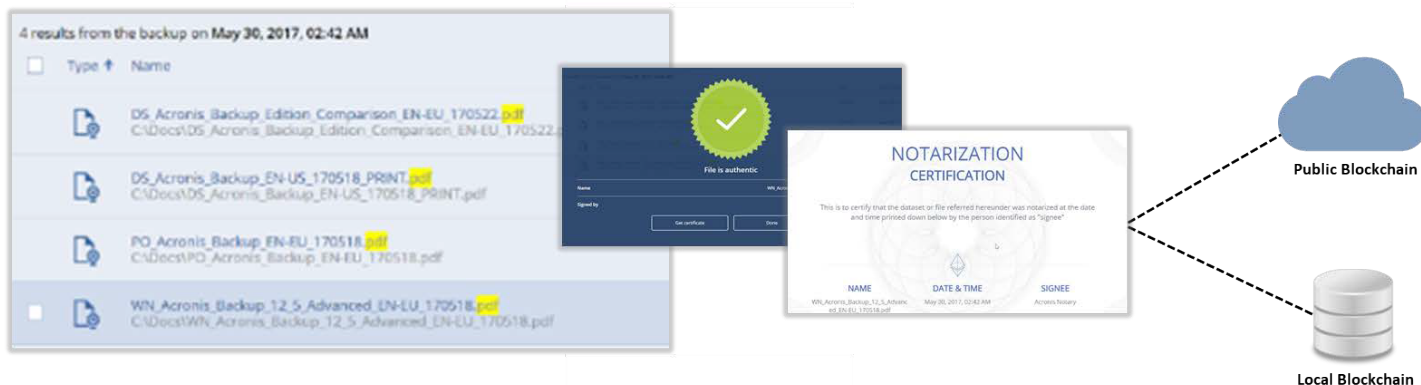 4 results from the backup on May 30, 2017, 02:42 AM
Type Name
DS_Acronis_Backup_Edition_Comparison_EN-EU_170522.pdf
C:\Docs\DS_Acronis_Backup_Edition_Comparison_EN-EU_170522.p
DS_Acronis_Backup_EN-US_170518_PRINT.pdf
C:\Docs\DS_Acronis_Backup_EN-US_170518_PRINT.pdf
PO_Acronis_Backup_EN-EU_170518.pdf
C:\Docs\PO_Acronis_Backup_EN-EU_170518.pdf
WN_Acronis_Backup_12_5_Advanced_EN-EU_170518.pdf
C:\Docs\WN_Acronis_Backup_12_5_Advanced_EN-EU_170518.pdf
File is authentic
Name WN_Acro
Signed by
See certificate Done
NOTARIZATION
CERTIFICATION
This is to certify that the dataset or file referred hereunder was notarized at the date
and time printed down below by the person identified as "signee"
NAME DATE & TIME SIGNEE
WN_Acronis_Backup_12_5_Advanc May 30, 2017, 02:42 AM Acronis Notary
ed_EN-EU_170518.pdf
Public Blockchain
Local Blockchain